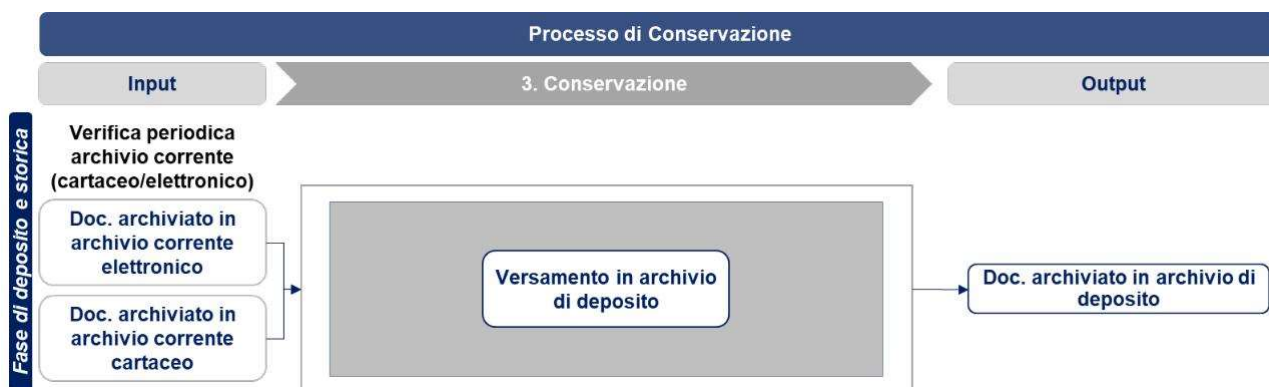 Processo di Conservazione
Input
3. Conservazione
Output
Fase di deposito e storica
Verifica periodica
archivio corrente
(cartaceo/elettronico)
Doc. archiviato in
archivio corrente
elettronico
Doc. archiviato in
archivio corrente
cartaceo
Versamento in archivio
di deposito
Doc. archiviato in archivio di
deposito